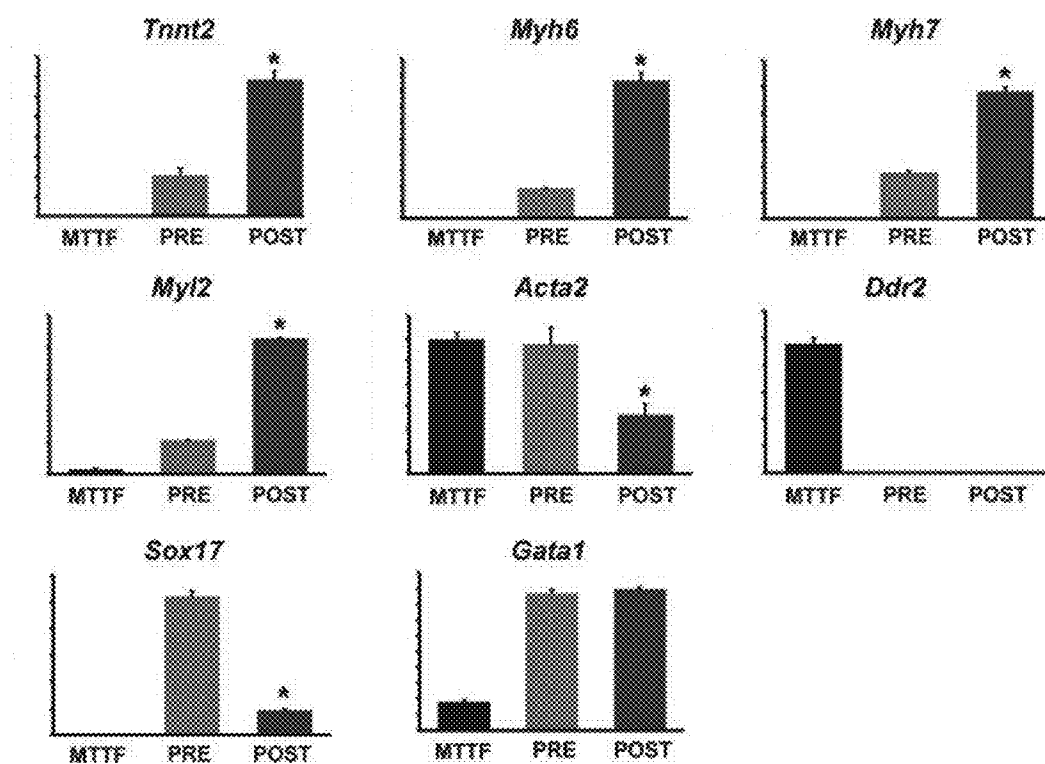 Tnnt2 Myh6 Myh7
* * *
MTTF PRE POST MTTF PRE POST MTTF PRE POST
Myl2 Acta2 Ddr2
* *
MTTF PRE POST MTTF PRE POST MTTF PRE POST
Sox17 Gata1
*
MTTF PRE POST MTTF PRE POST